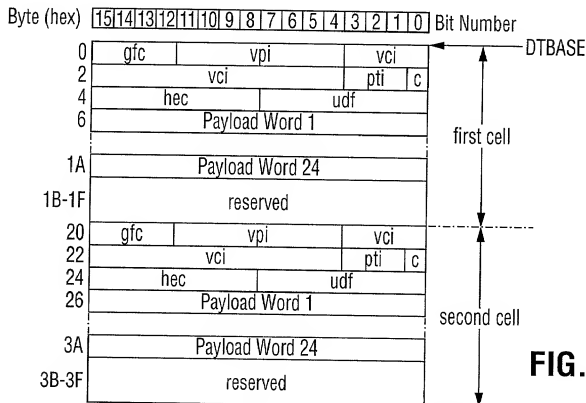 Byte (hex) 15 14 13 12 11 10 9 8 7 6 5 4 3 2 1 0 Bit Number
DTBASE
0 gfc vpi vci
2 vci pti c
4 hec udf
6 Payload Word 1
first cell
1A Payload Word 24
1B-1F reserved
20 gfc vpi vci
22 vci pti c
24 hec udf
26 Payload Word 1
second cell
3A Payload Word 24
3B-3F reserved
FIG.